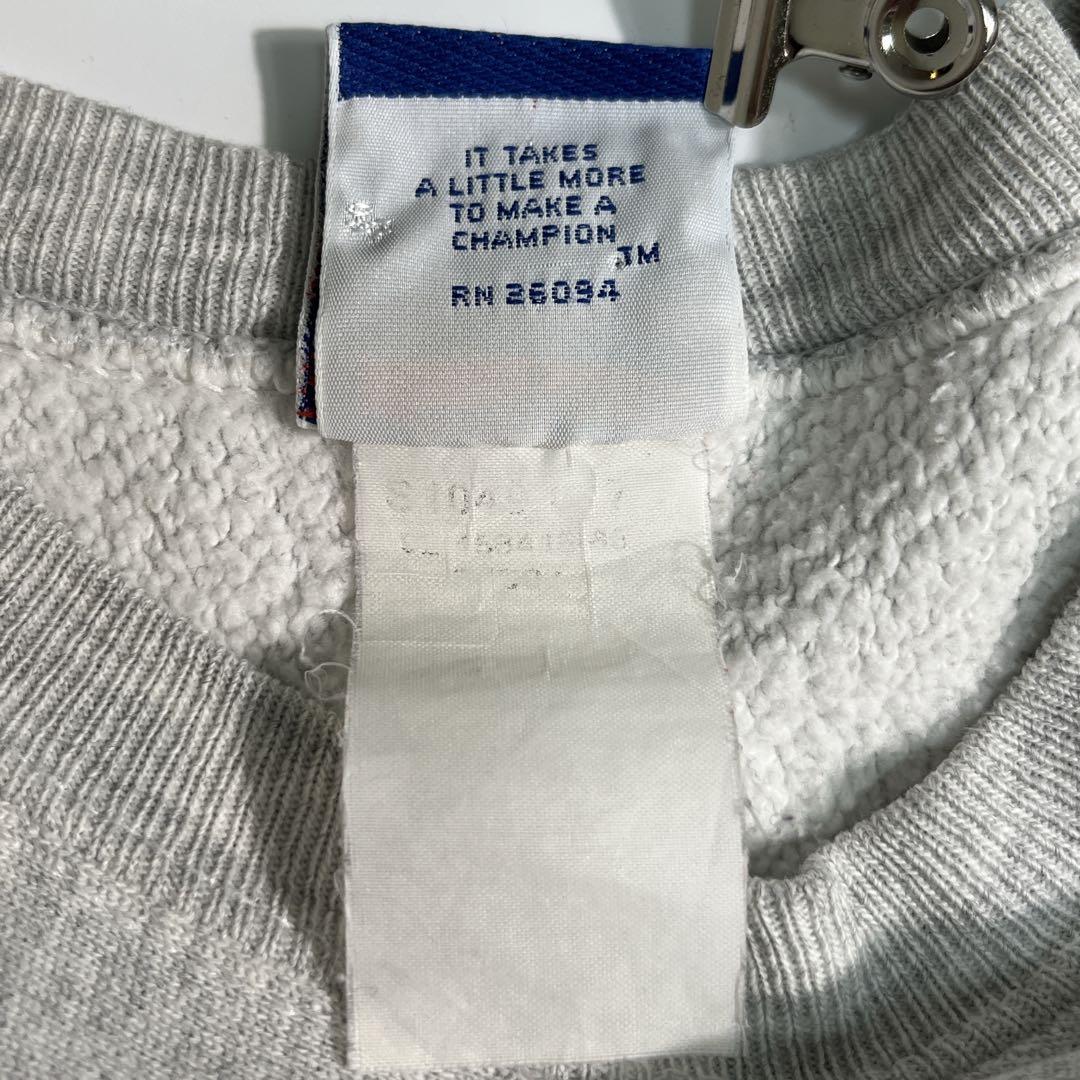 IT TAKES
A LITTLE MORE
TO MAKE A
CHAMPION
TM
RN 26094